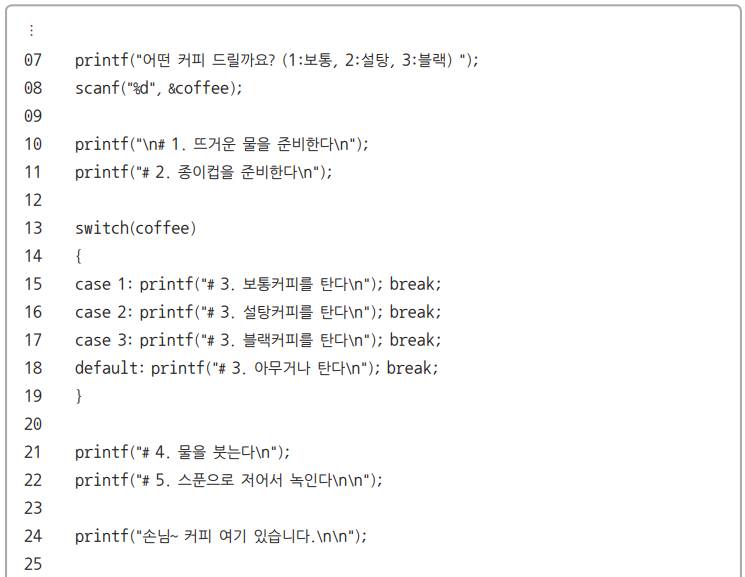 ⋮
07 printf("어떤 커피 드릴까요? (1:보통, 2:설탕, 3:블랙) ");
08 scanf("%d", &coffee);
09
10 printf("\n# 1. 뜨거운 물을 준비한다\n");
11 printf("# 2. 종이컵을 준비한다\n");
12
13 switch(coffee)
14 {
15 case 1: printf("# 3. 보통커피를 탄다\n"); break;
16 case 2: printf("# 3. 설탕커피를 탄다\n"); break;
17 case 3: printf("# 3. 블랙커피를 탄다\n"); break;
18 default: printf("# 3. 아무거나 탄다\n"); break;
19 }
20
21 printf("# 4. 물을 붓는다\n");
22 printf("# 5. 스푼으로 저어서 녹인다\n\n");
23
24 printf("손님~ 커피 여기 있습니다.\n\n");
25